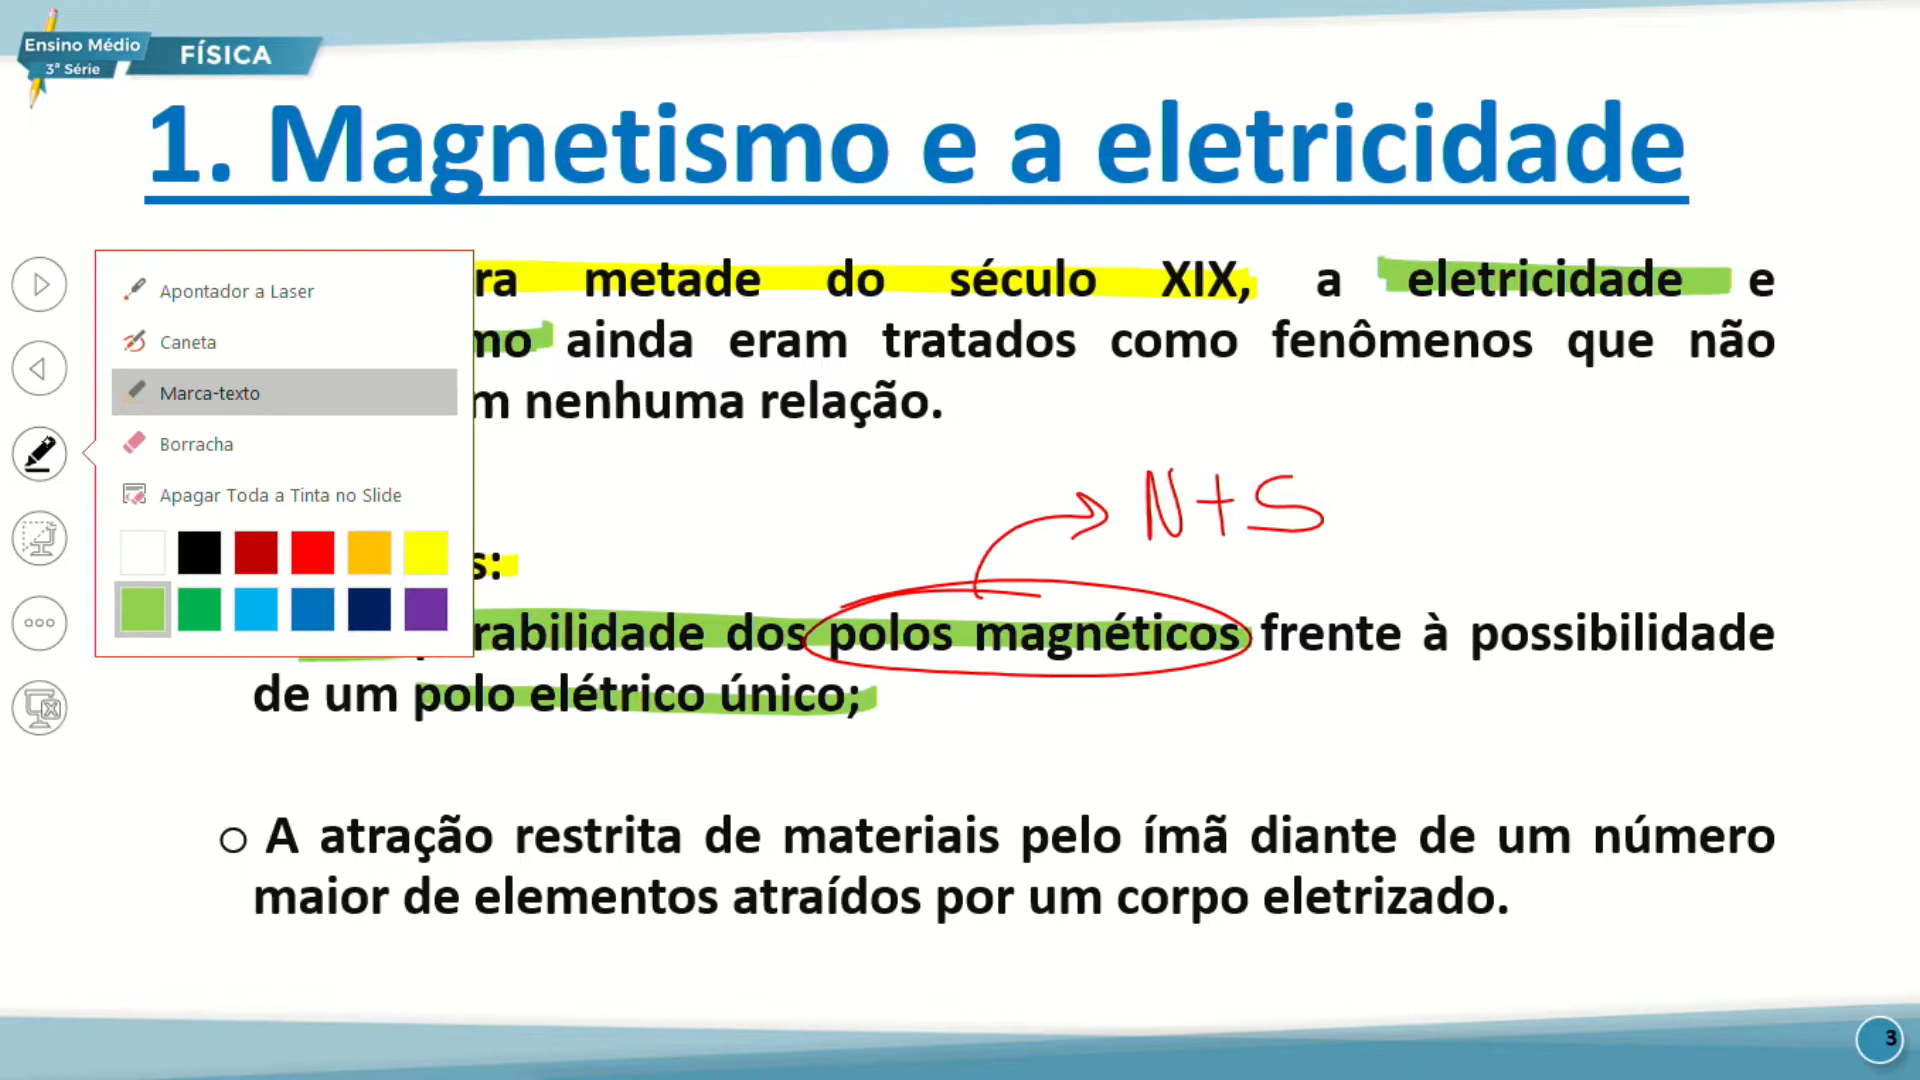 Ensino Médio
3ª Série
FÍSICA
1. Magnetismo e a eletricidade
ra metade do século XIX, a eletricidade e
mo ainda eram tratados como fenômenos que não
m nenhuma relação.
Apontador a Laser
Caneta
Marca-texto
Borracha
Apagar Toda a Tinta no Slide
N+S
s:
rabilidade dos polos magnéticos frente à possibilidade
de um polo elétrico único;
o A atração restrita de materiais pelo ímã diante de um número
maior de elementos atraídos por um corpo eletrizado.
3